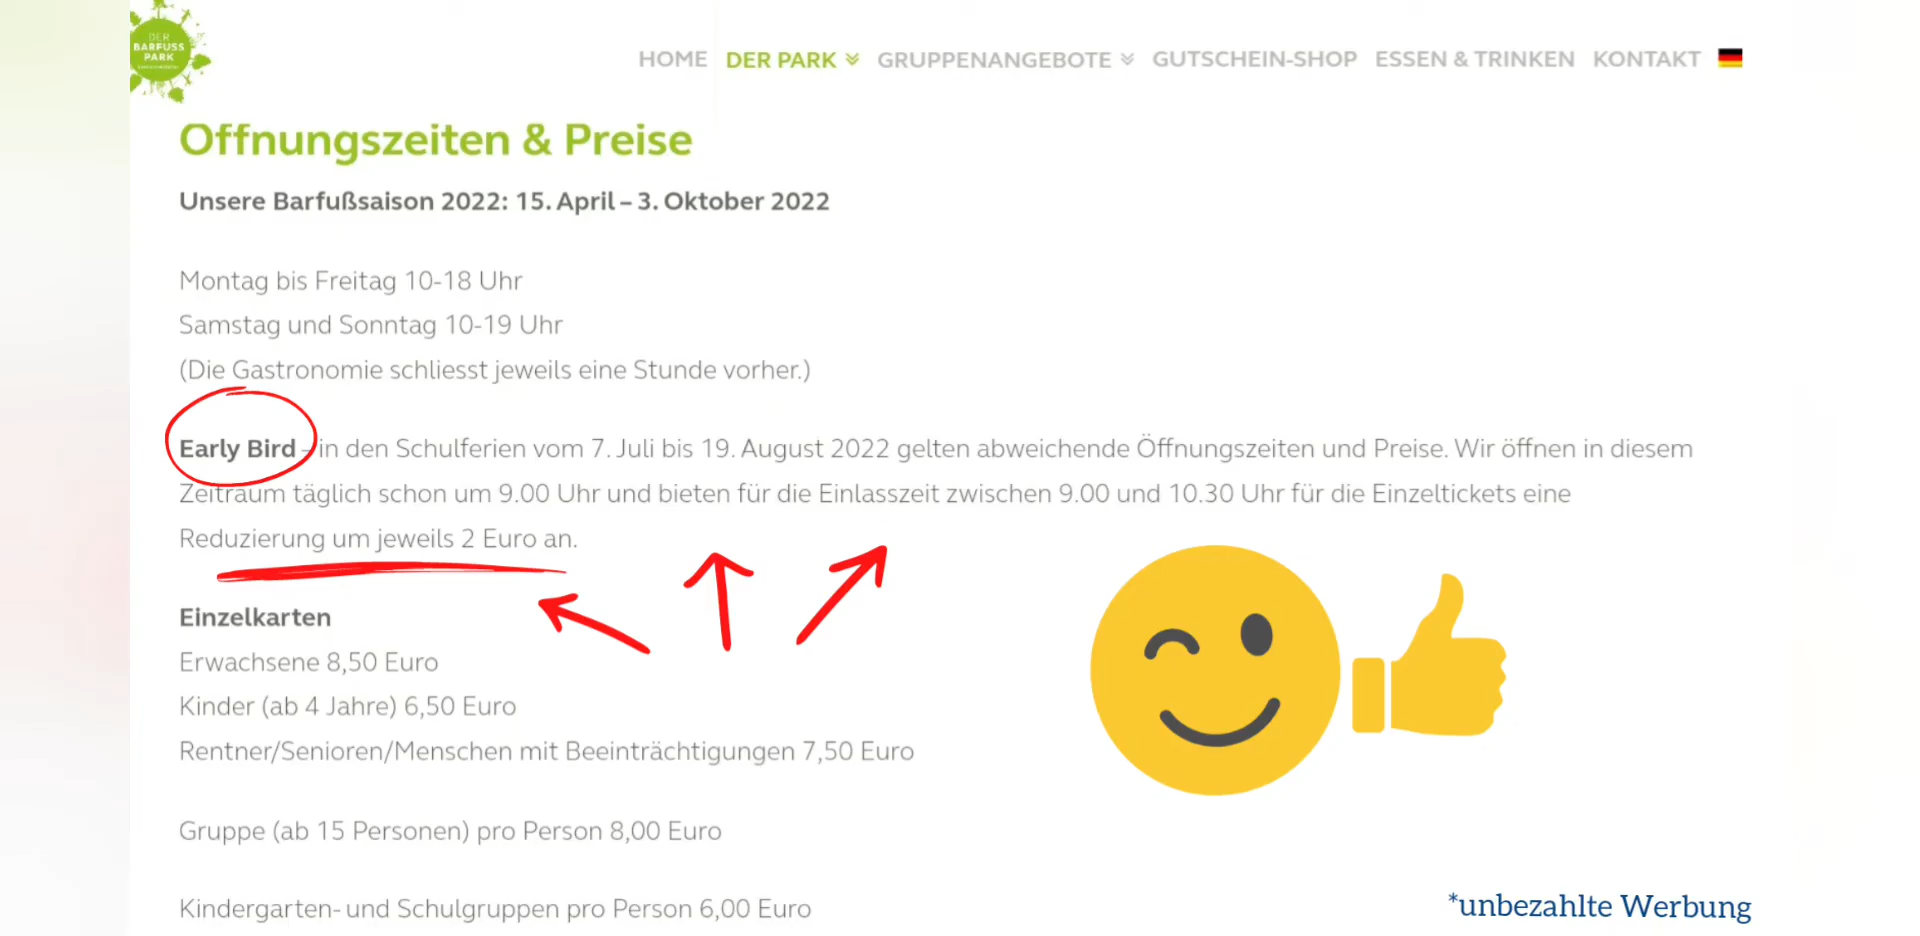 DER
BARFUSS
PARK
HOME DER PARK GRUPPENANGEBOTE GUTSCHEIN-SHOP ESSEN & TRINKEN KONTAKT
Öffnungszeiten & Preise
Unsere Barfußsaison 2022: 15. April – 3. Oktober 2022
Montag bis Freitag 10-18 Uhr
Samstag und Sonntag 10-19 Uhr
(Die Gastronomie schliesst jeweils eine Stunde vorher.)
Early Bird – in den Schulferien vom 7. Juli bis 19. August 2022 gelten abweichende Öffnungszeiten und Preise. Wir öffnen in diesem
Zeitraum täglich schon um 9.00 Uhr und bieten für die Einlasszeit zwischen 9.00 und 10.30 Uhr für die Einzeltickets eine
Reduzierung um jeweils 2 Euro an.
Einzelkarten
Erwachsene 8,50 Euro
Kinder (ab 4 Jahre) 6,50 Euro
Rentner/Senioren/Menschen mit Beeinträchtigungen 7,50 Euro
Gruppe (ab 15 Personen) pro Person 8,00 Euro
Kindergarten- und Schulgruppen pro Person 6,00 Euro
*unbezahlte Werbung